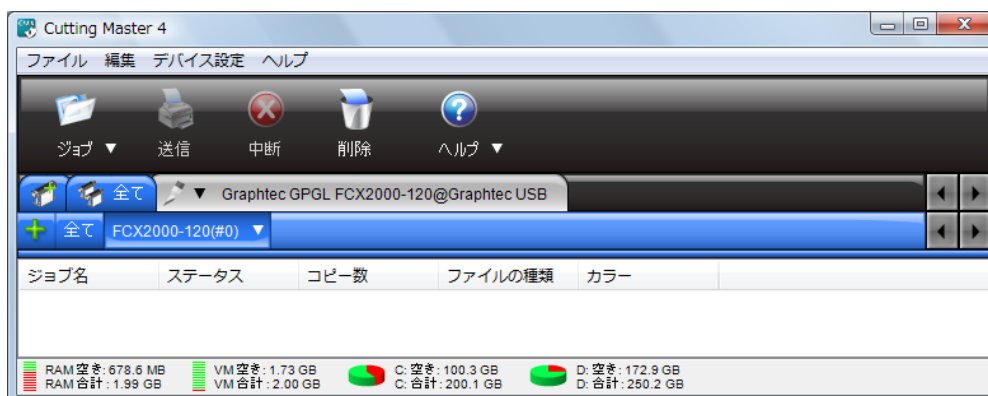 Cutting Master 4
ファイル 編集 デバイス設定 ヘルプ
ジョブ ▼ 送信 中断 削除 ヘルプ ▼
全て ▼ Graphtec GPGL FCX2000-120@Graphtec USB
全て FCX2000-120(#0) ▼
ジョブ名 ステータス コピー数 ファイルの種類 カラー
RAM 空き: 678.6 MB VM 空き: 1.73 GB C: 空き: 100.3 GB D: 空き: 172.9 GB
RAM 合計: 1.99 GB VM 合計: 2.00 GB C: 合計: 200.1 GB D: 合計: 250.2 GB